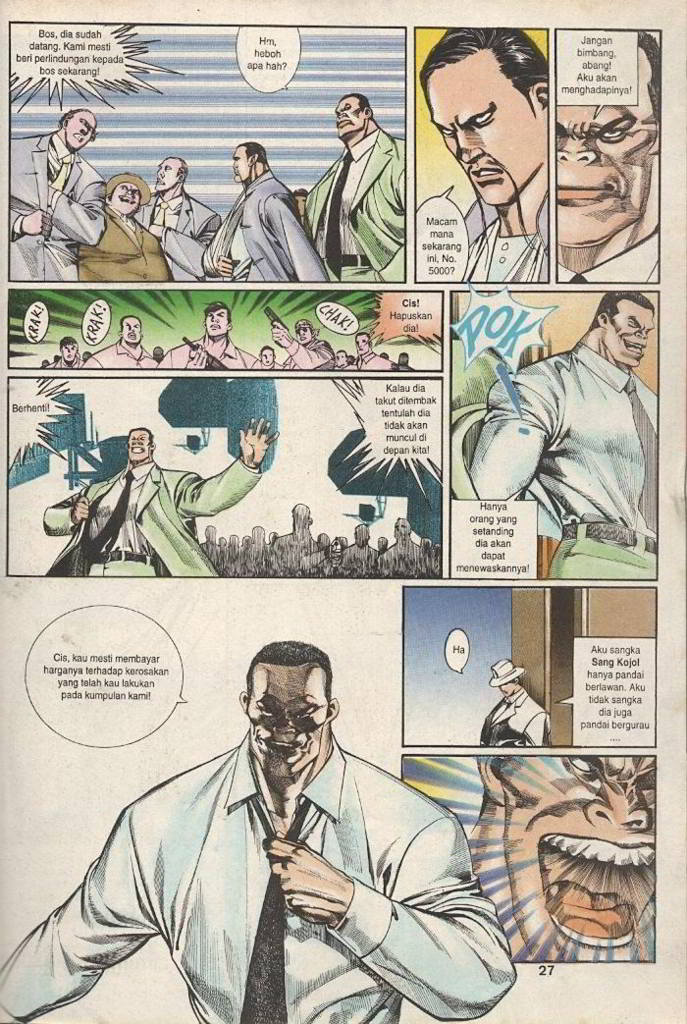 Bos, dia sudah
datang. Kami mesti
beri perlindungan kepada
bos sekarang!
Hm,
heboh
apa hah?
Macam
mana
sekarang
ini, No.
5000?
Jangan
bimbang,
abang!
Aku akan
menghadapinya!
KRAK!
KRAK!
CHAK!
Cis!
Hapuskan
dia!
POK!
Hanya
orang yang
setanding
dia akan
dapat
menewaskannya!
Berhenti!
Kalau dia
takut ditembak
tentulah dia
tidak akan
muncul di
depan kita!
Cis, kau mesti membayar
harganya terhadap kerosakan
yang telah kau lakukan
pada kumpulan kami!
Ha
Aku sangka
Sang Kojol
hanya pandai
berlawan. Aku
tidak sangka
dia juga
pandai bergurau
....
27